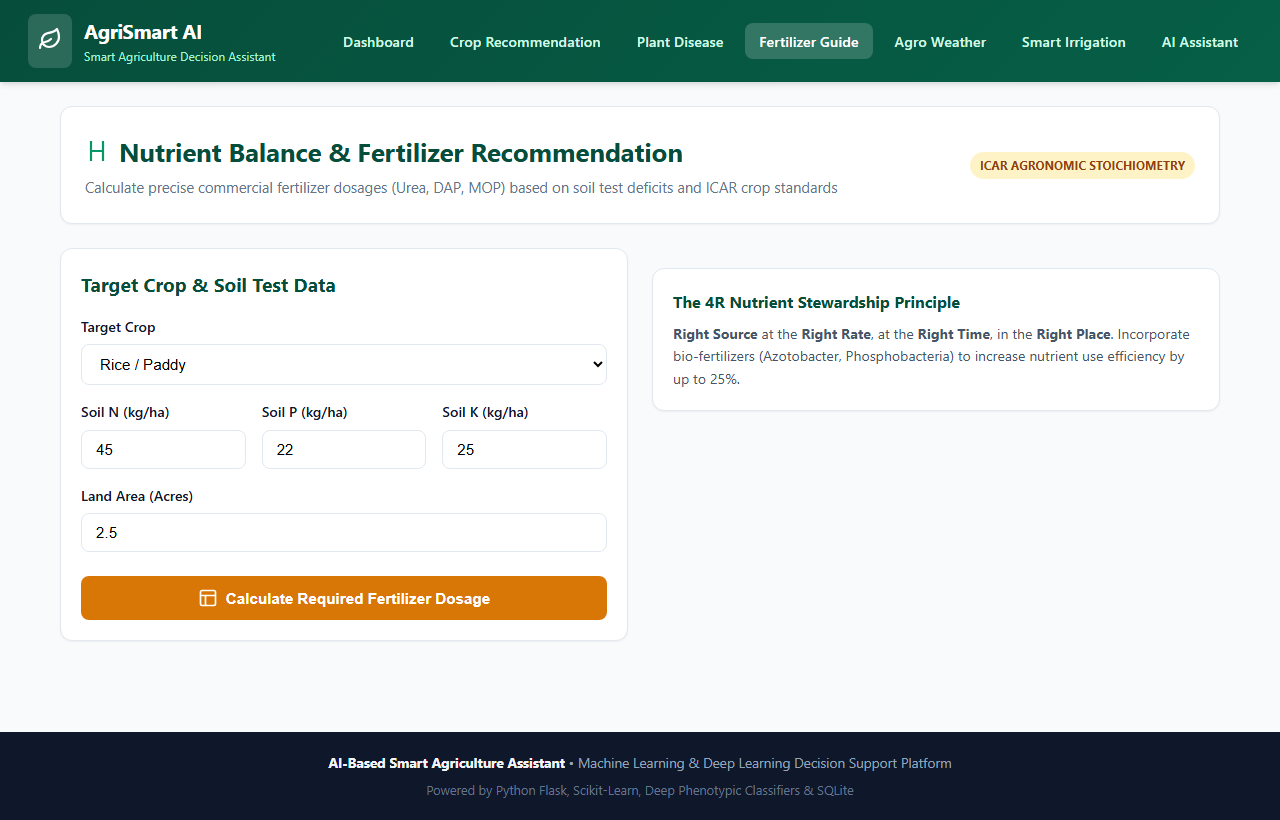 AgriSmart AI
Smart Agriculture Decision Assistant
Dashboard
Crop Recommendation
Plant Disease
Fertilizer Guide
Agro Weather
Smart Irrigation
AI Assistant
Nutrient Balance & Fertilizer Recommendation
Calculate precise commercial fertilizer dosages (Urea, DAP, MOP) based on soil test deficits and ICAR crop standards
ICAR AGRONOMIC STOICHIOMETRY
Target Crop & Soil Test Data
Target Crop
Rice / Paddy
Soil N (kg/ha)
Soil P (kg/ha)
Soil K (kg/ha)
45
22
25
Land Area (Acres)
2.5
Calculate Required Fertilizer Dosage
The 4R Nutrient Stewardship Principle
Right Source at the Right Rate, at the Right Time, in the Right Place. Incorporate
bio-fertilizers (Azotobacter, Phosphobacteria) to increase nutrient use efficiency by
up to 25%.
AI-Based Smart Agriculture Assistant • Machine Learning & Deep Learning Decision Support Platform
Powered by Python Flask, Scikit-Learn, Deep Phenotypic Classifiers & SQLite